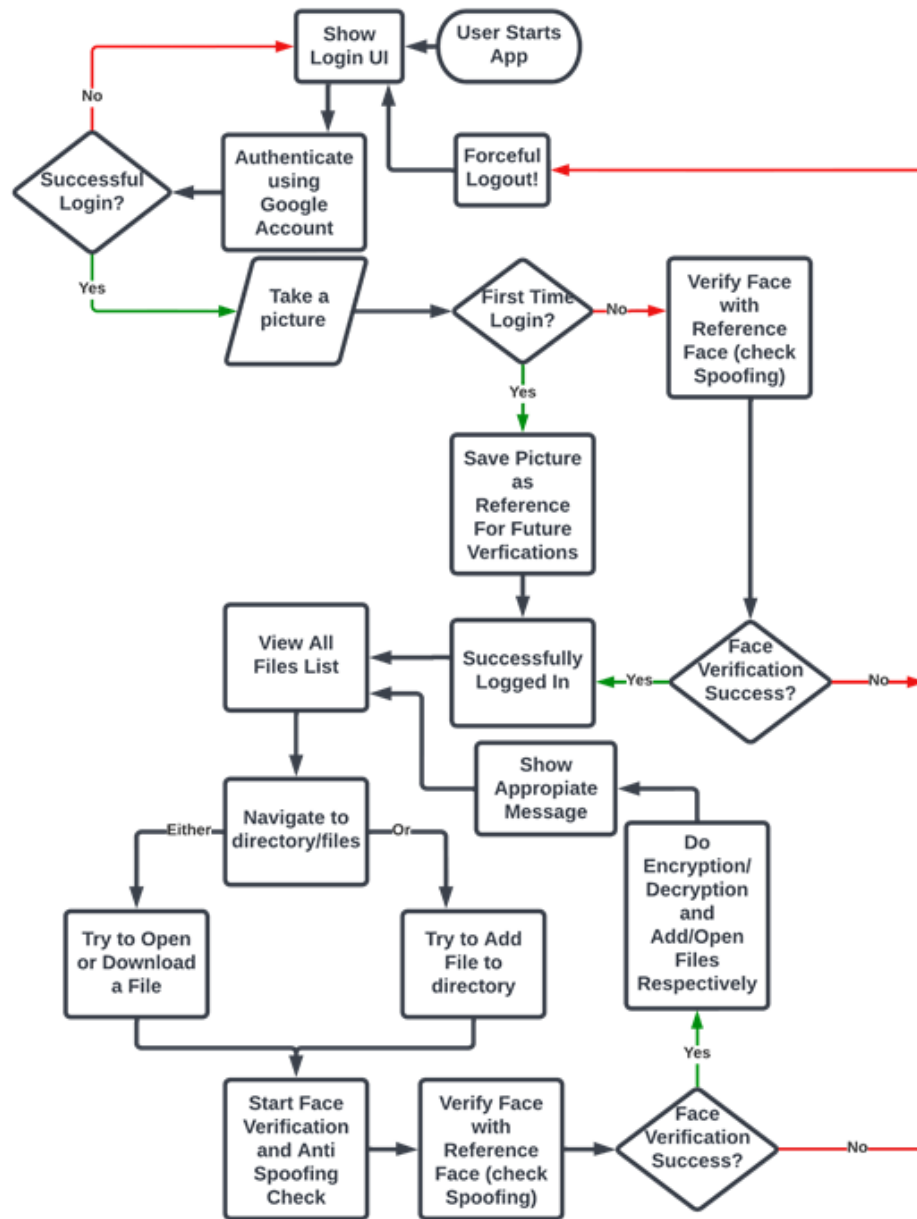 Show
Login UI
User Starts
App
No
Successful
Login?
Authenticate
using
Google
Account
Forceful
Logout!
Yes
Take a
picture
First Time
Login?
No
Verify Face
with
Reference
Face (check
Spoofing)
Yes
Save Picture
as
Reference
For Future
Verfications
View All
Files List
Successfully
Logged In
Yes
Face
Verification
Success?
No
Show
Appropiate
Message
Navigate to
directory/files
Either
Or
Do
Encryption/
Decryption
and
Add/Open
Files
Respectively
Try to Open
or Download
a File
Try to Add
File to
directory
Yes
Start Face
Verification
and Anti
Spoofing
Check
Verify Face
with
Reference
Face (check
Spoofing)
Face
Verification
Success?
No